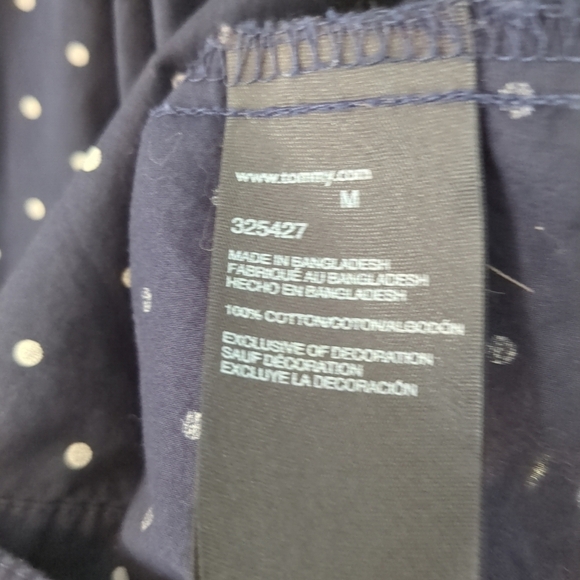 www.tommy.com
M
325427
MADE IN BANGLADESH
FABRIQUÉ AU BANGLADESH
HECHO EN BANGLADESH
100% COTTON/COTON/ALGODÓN
EXCLUSIVE OF DECORATION
SAUF DÉCORATION
EXCLUYE LA DECORACIÓN